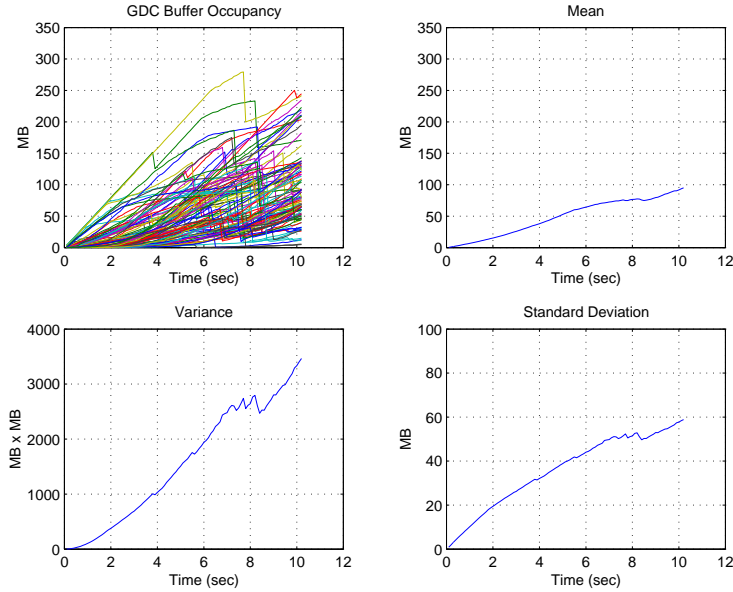 GDC Buffer Occupancy
350
300
250
200
150
100
50
0
MB
0 2 4 6 8 10 12
Time (sec)
Mean
350
300
250
200
150
100
50
0
MB
0 2 4 6 8 10 12
Time (sec)
Variance
4000
3000
2000
1000
0
MB x MB
0 2 4 6 8 10 12
Time (sec)
Standard Deviation
100
80
60
40
20
0
MB
0 2 4 6 8 10 12
Time (sec)